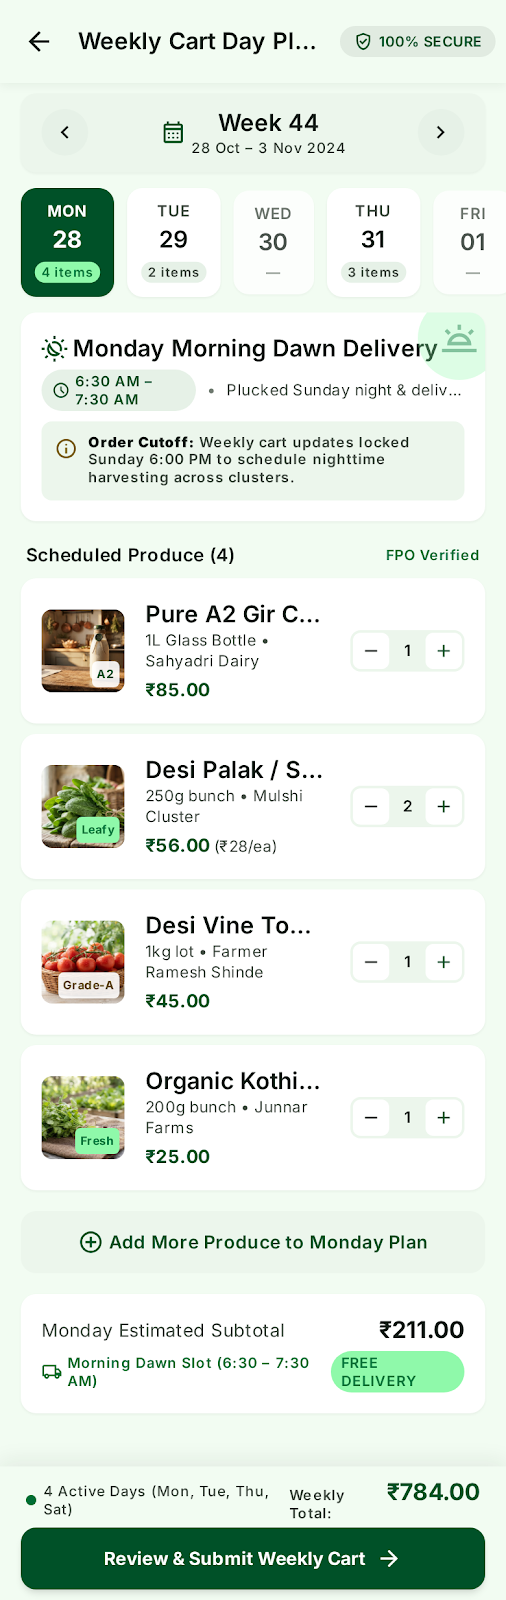 Weekly Cart Day Pl...
100% SECURE
Week 44
28 Oct – 3 Nov 2024
MON
28
4 items
TUE
29
2 items
WED
30
—
THU
31
3 items
FRI
01
—
Monday Morning Dawn Delivery
6:30 AM –
7:30 AM
• Plucked Sunday night & deliv...
Order Cutoff: Weekly cart updates locked
Sunday 6:00 PM to schedule nighttime
harvesting across clusters.
Scheduled Produce (4)
FPO Verified
A2
Pure A2 Gir C...
1L Glass Bottle •
Sahyadri Dairy
₹85.00
− 1 +
Leafy
Desi Palak / S...
250g bunch • Mulshi
Cluster
₹56.00 (₹28/ea)
− 2 +
Grade-A
Desi Vine To...
1kg lot • Farmer
Ramesh Shinde
₹45.00
− 1 +
Fresh
Organic Kothi...
200g bunch • Junnar
Farms
₹25.00
− 1 +
Add More Produce to Monday Plan
Monday Estimated Subtotal
₹211.00
Morning Dawn Slot (6:30 – 7:30
AM)
FREE
DELIVERY
4 Active Days (Mon, Tue, Thu,
Sat)
Weekly
Total:
₹784.00
Review & Submit Weekly Cart →